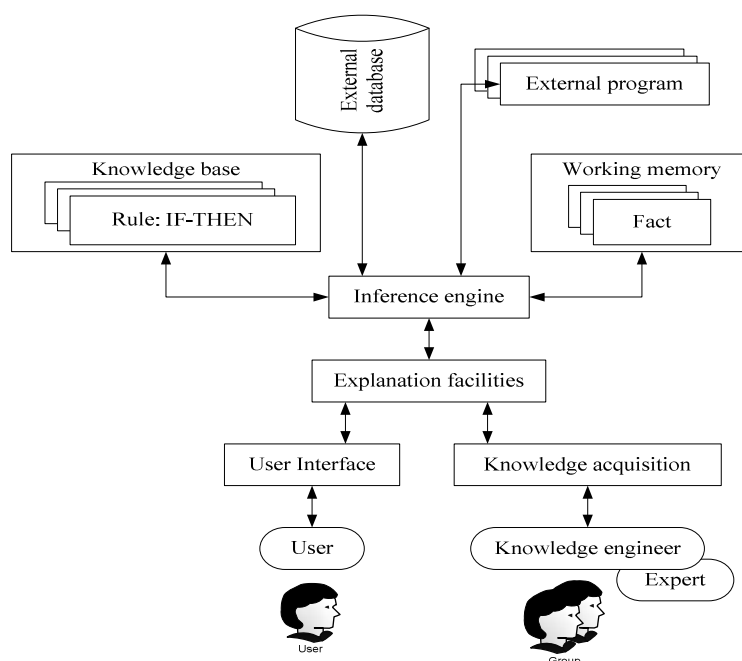 External
database
External program
Knowledge base
Rule: IF-THEN
Working memory
Fact
Inference engine
Explanation facilities
User Interface
Knowledge acquisition
User
Knowledge engineer
Expert
User
Group